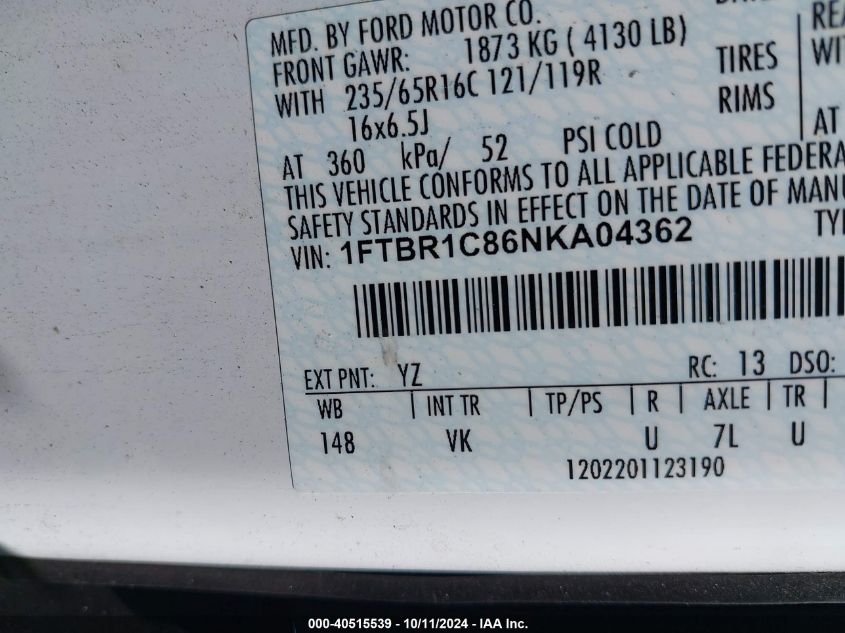 MFD. BY FORD MOTOR CO.
FRONT GAWR: 1873 KG ( 4130 LB)
WITH 235/65R16C 121/119R TIRES
16x6.5J RIMS
AT 360 kPa/ 52 PSI COLD AT
THIS VEHICLE CONFORMS TO ALL APPLICABLE
SAFETY STANDARDS IN EFFECT ON THE DATE OF
VIN: 1FTBR1C86NKA04362
EXT PNT: YZ RC: 13 DSO:
WB | INT TR | TP/PS | R | AXLE | TR |
148 VK U 7L U
1202201123190
000-40515539 - 10/11/2024 - IAA Inc.